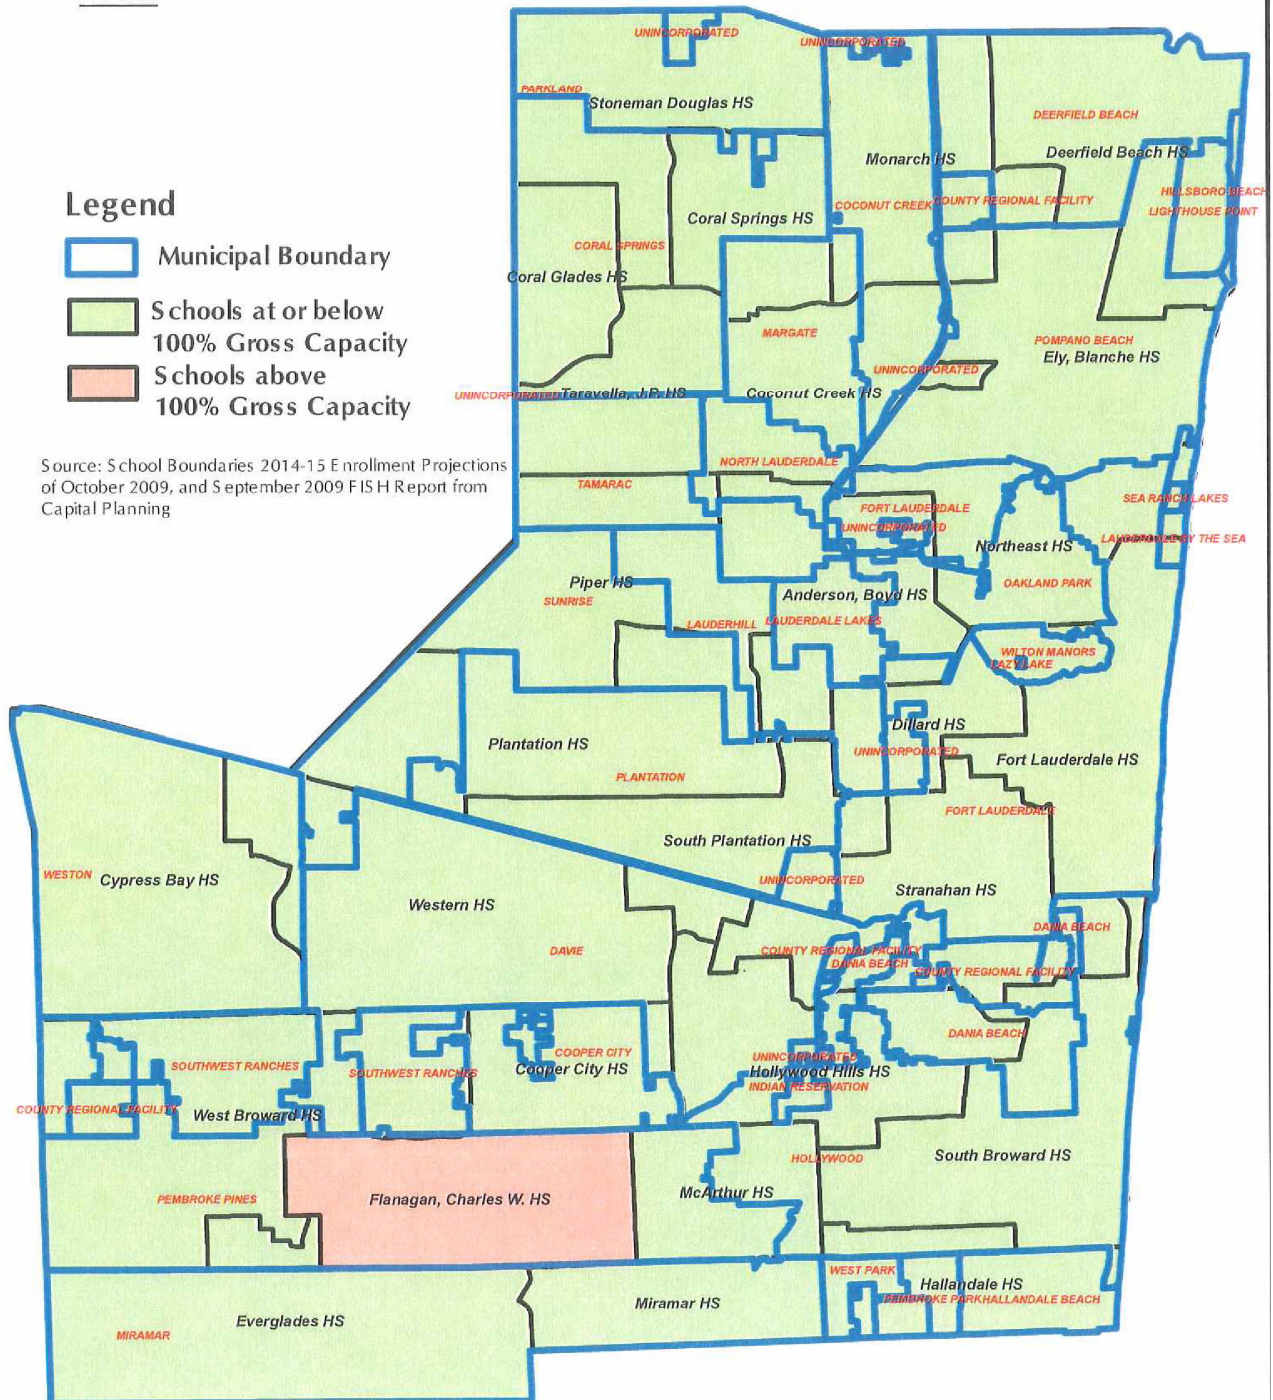 UNINCORPORATED
UNINCORPORATED
PARKLAND
Stoneman Douglas HS
DEERFIELD BEACH
Deerfield Beach HS
Monarch HS
HILLSBORO BEACH
COCONUT CREEK
COUNTY REGIONAL FACILITY
LIGHTHOUSE POINT
Legend
Municipal Boundary
Schools at or below
100% Gross Capacity
Schools above
100% Gross Capacity
Source: School Boundaries 2014-15 Enrollment Projections
of October 2009, and September 2009 FISH Report from
Capital Planning
Coral Springs HS
CORAL SPRINGS
Coral Glades HS
MARGATE
POMPANO BEACH
Ely, Blanche HS
UNINCORPORATED
UNINCORPORATED
Taravella, J.P. HS
Coconut Creek HS
NORTH LAUDERDALE
TAMARAC
SEA RANCH LAKES
FORT LAUDERDALE
UNINCORPORATED
LAUDERDALE BY THE SEA
Northeast HS
Piper HS
OAKLAND PARK
SUNRISE
Anderson, Boyd HS
LAUDERHILL
LAUDERDALE LAKES
WILTON MANORS
LAZY LAKE
Dillard HS
Plantation HS
UNINCORPORATED
Fort Lauderdale HS
PLANTATION
FORT LAUDERDALE
South Plantation HS
WESTON
Cypress Bay HS
UNINCORPORATED
Stranahan HS
Western HS
DANIA BEACH
DAVIE
COUNTY REGIONAL FACILITY
DANIA BEACH
COUNTY REGIONAL FACILITY
DANIA BEACH
SOUTHWEST RANCHES
SOUTHWEST RANCHES
COOPER CITY
Cooper City HS
UNINCORPORATED
Hollywood Hills HS
INDIAN RESERVATION
COUNTY REGIONAL FACILITY
West Broward HS
HOLLYWOOD
South Broward HS
PEMBROKE PINES
Flanagan, Charles W. HS
McArthur HS
WEST PARK
Hallandale HS
PEMBROKE PARK
HALLANDALE BEACH
Miramar HS
Everglades HS
MIRAMAR